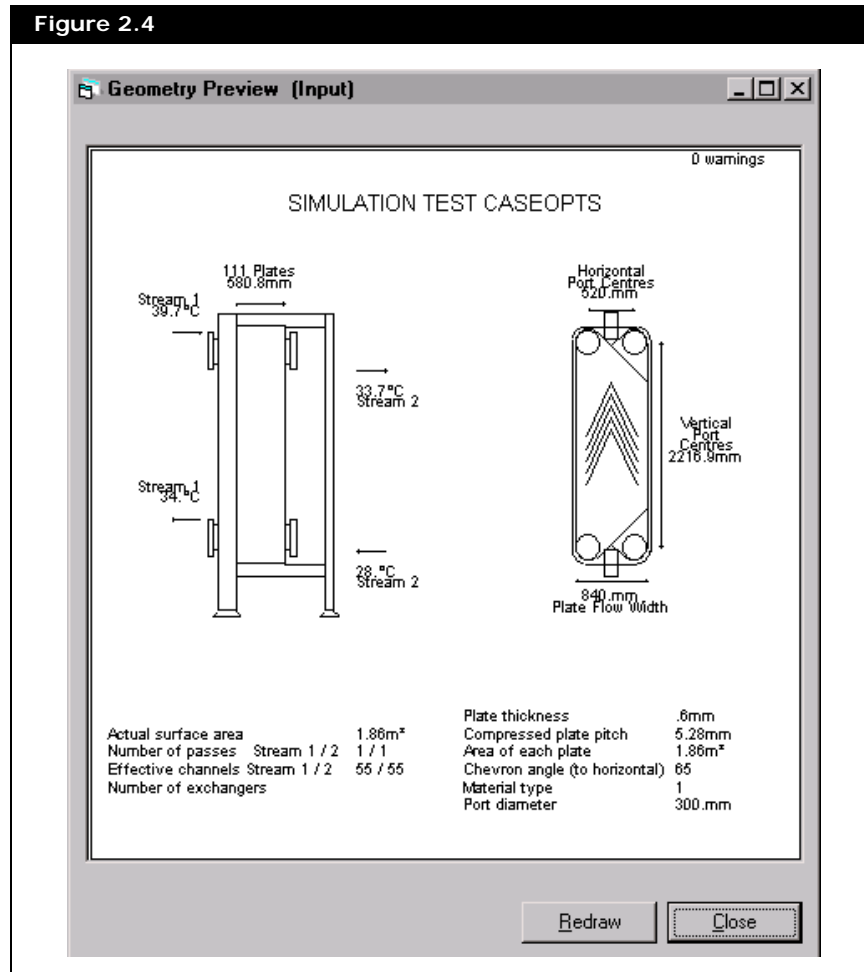 Figure 2.4
Geometry Preview (Input)
0 warnings
SIMULATION TEST CASEOPTS
111 Plates
580.8mm
Stream 1
39.7°C
33.7°C
Stream 2
Stream 1
34.°C
28.°C
Stream 2
Horizontal
Port Centres
520.mm
Vertical
Port
Centres
2216.9mm
840.mm
Plate Flow Width
Actual surface area 1.86m²
Number of passes Stream 1 / 2 1 / 1
Effective channels Stream 1 / 2 55 / 55
Number of exchangers
Plate thickness .6mm
Compressed plate pitch 5.28mm
Area of each plate 1.86m²
Chevron angle (to horizontal) 65
Material type 1
Port diameter 300.mm
Redraw
Close